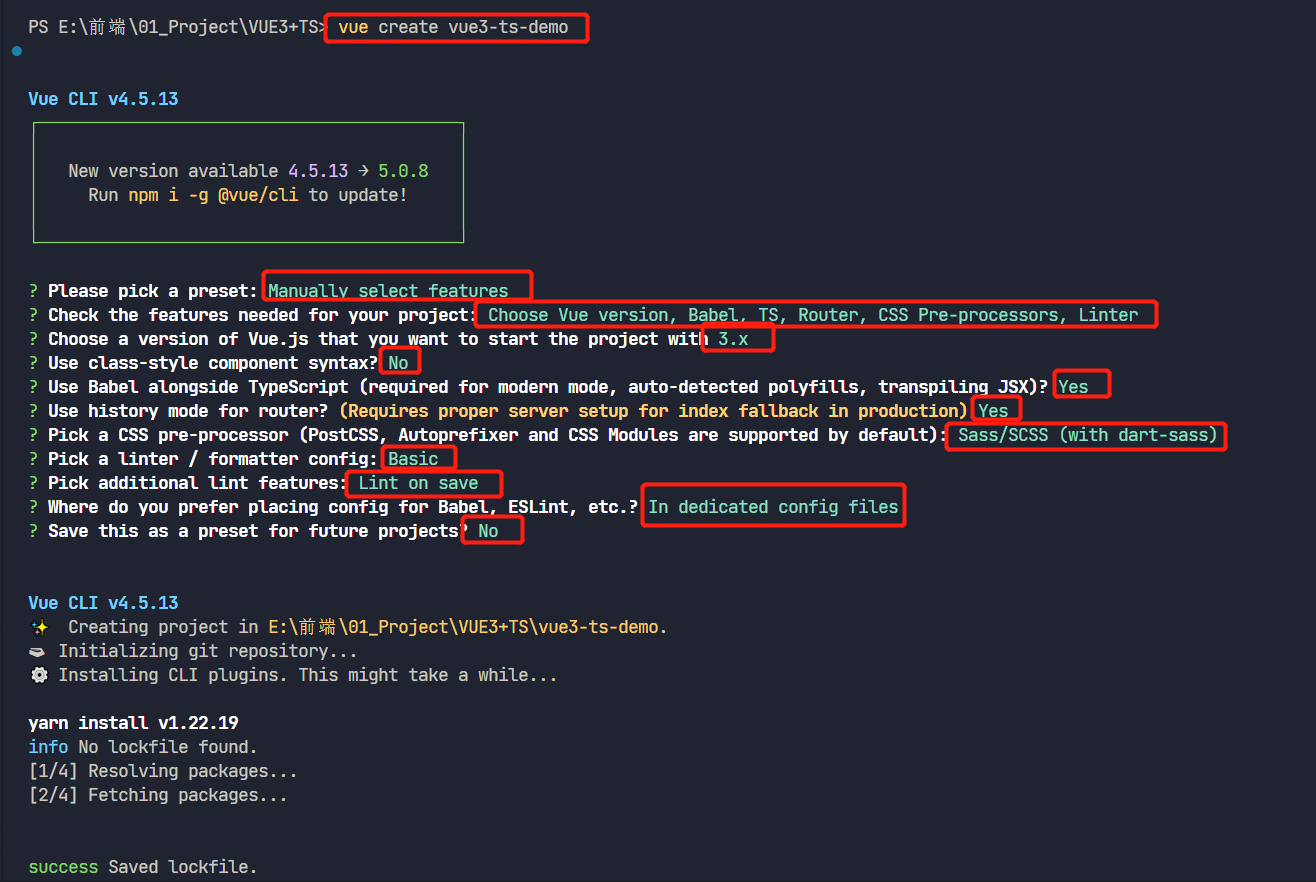 PS E:\前端\01_Project\VUE3+TS> vue create vue3-ts-demo
Vue CLI v4.5.13
New version available 4.5.13 → 5.0.8
Run npm i -g @vue/cli to update!
? Please pick a preset: Manually select features
? Check the features needed for your project: Choose Vue version, Babel, TS, Router, CSS Pre-processors, Linter
? Choose a version of Vue.js that you want to start the project with 3.x
? Use class-style component syntax? No
? Use Babel alongside TypeScript (required for modern mode, auto-detected polyfills, transpiling JSX)? Yes
? Use history mode for router? (Requires proper server setup for index fallback in production) Yes
? Pick a CSS pre-processor (PostCSS, Autoprefixer and CSS Modules are supported by default): Sass/SCSS (with dart-sass)
? Pick a linter / formatter config: Basic
? Pick additional lint features: Lint on save
? Where do you prefer placing config for Babel, ESLint, etc.? In dedicated config files
? Save this as a preset for future projects? No
Vue CLI v4.5.13
✨ Creating project in E:\前端\01_Project\VUE3+TS\vue3-ts-demo.
Initializing git repository...
⚙ Installing CLI plugins. This might take a while...
yarn install v1.22.19
info No lockfile found.
[1/4] Resolving packages...
[2/4] Fetching packages...
success Saved lockfile.